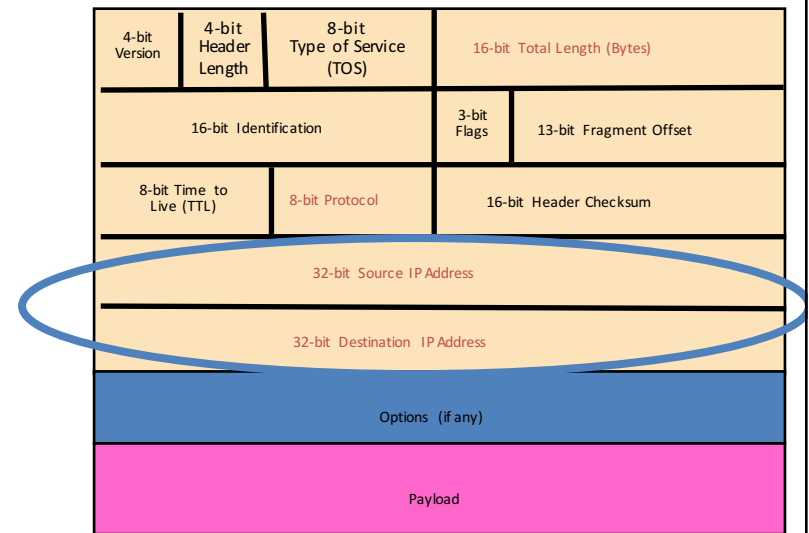 4-bit
Version
4-bit
Header
Length
8-bit
Type of Service
(TOS)
16-bit Total Length (Bytes)
16-bit Identification
3-bit
Flags
13-bit Fragment Offset
8-bit Time to
Live (TTL)
8-bit Protocol
16-bit Header Checksum
32-bit Source IP Address
32-bit Destination IP Address
Options (if any)
Payload